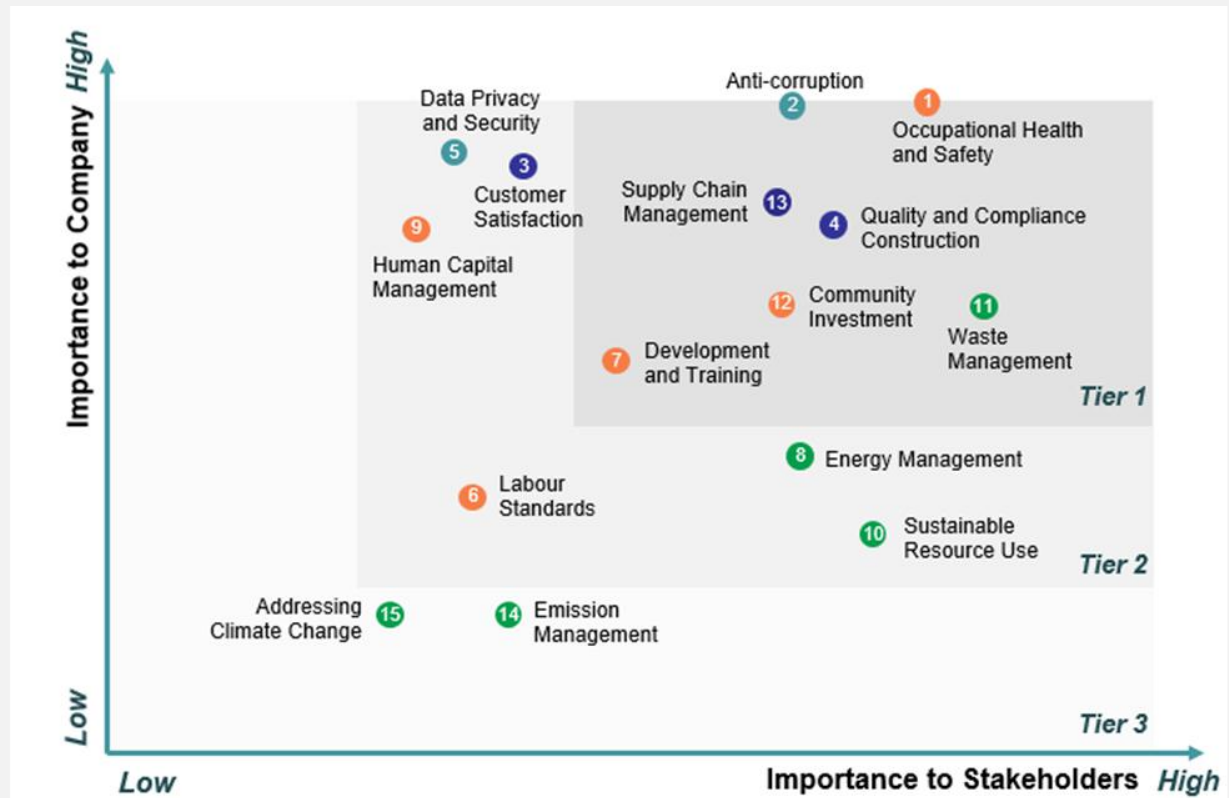 High
Importance to Company
Low
Anti-corruption
2
1
Occupational Health
and Safety
Data Privacy
and Security
5
3
Customer
Satisfaction
Supply Chain
Management
13
4
Quality and Compliance
Construction
9
Human Capital
Management
12
Community
Investment
11
Waste
Management
7
Development
and Training
Tier 1
8
Energy Management
6
Labour
Standards
10
Sustainable
Resource Use
Tier 2
Addressing
Climate Change
15
14
Emission
Management
Tier 3
Low
Importance to Stakeholders
High